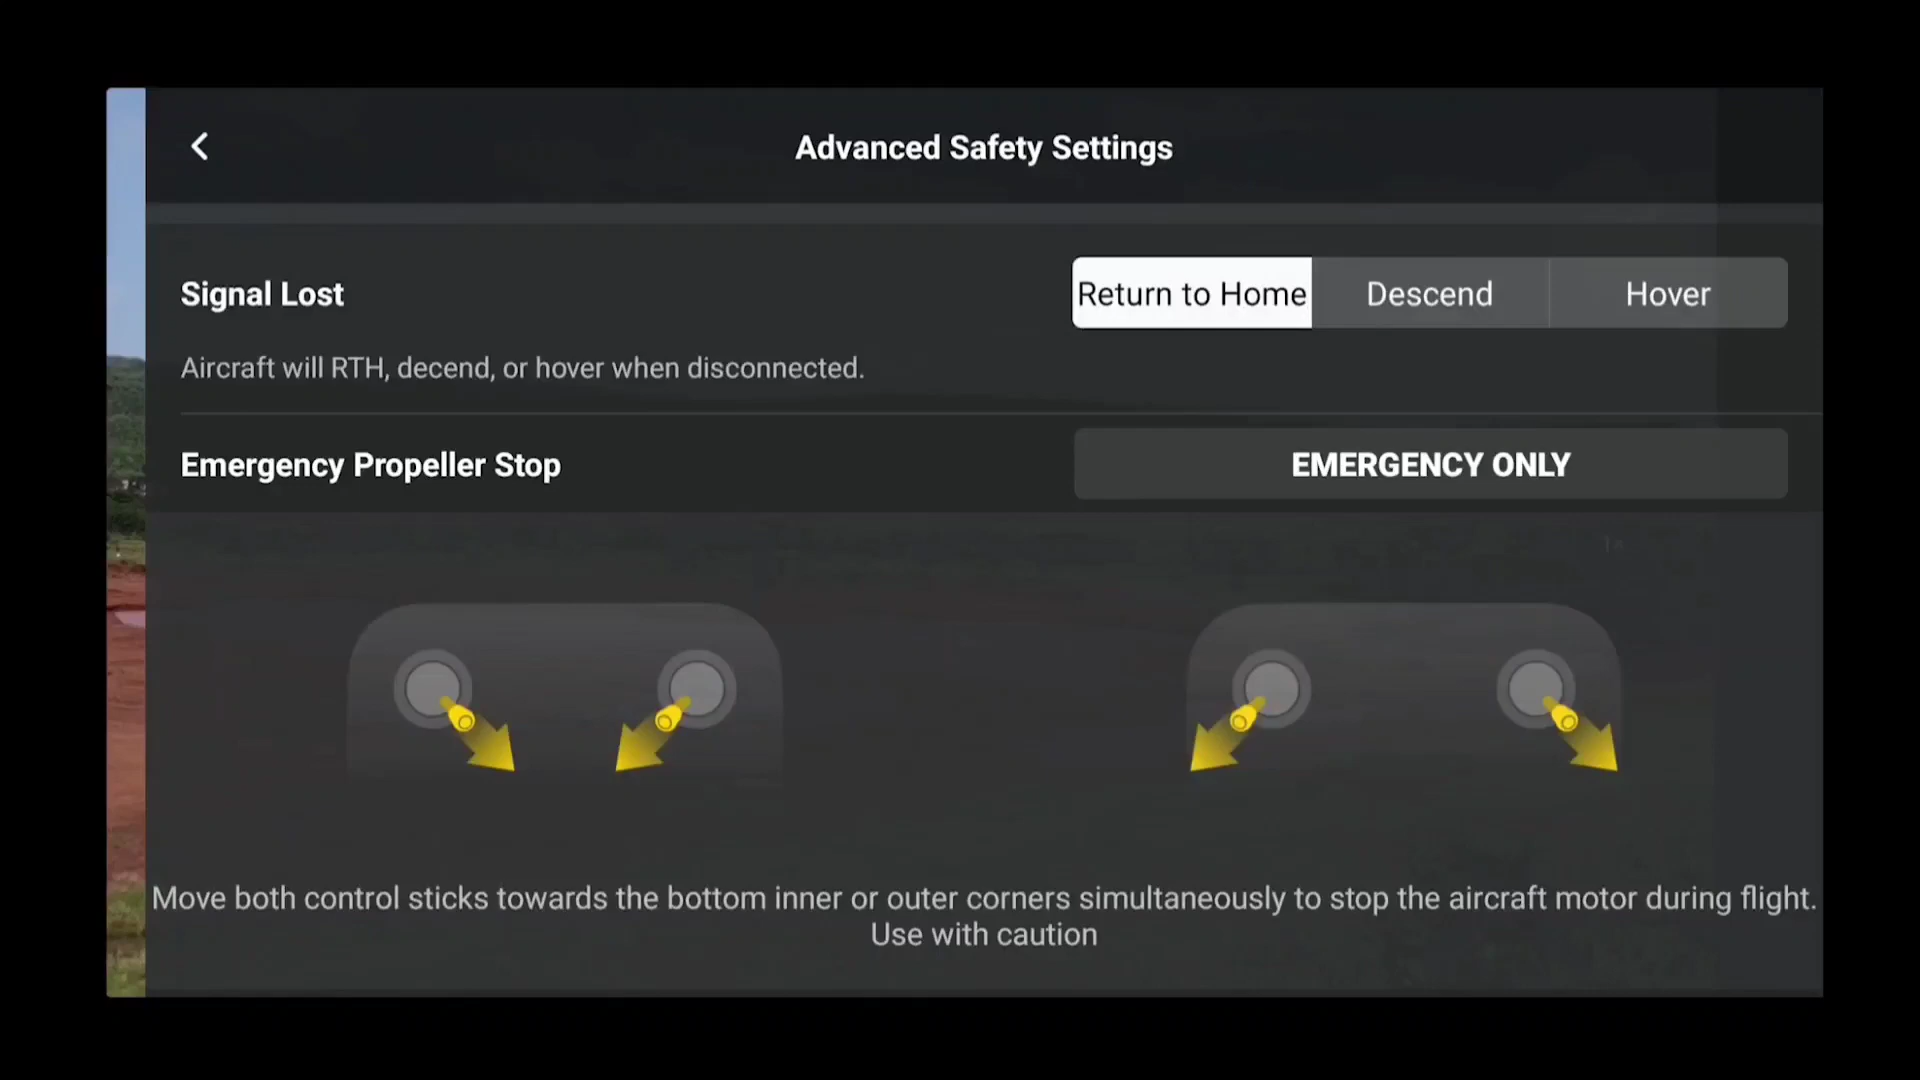 Advanced Safety Settings
Signal Lost
Return to Home
Descend
Hover
Aircraft will RTH, decend, or hover when disconnected.
Emergency Propeller Stop
EMERGENCY ONLY
Move both control sticks towards the bottom inner or outer corners simultaneously to stop the aircraft motor during flight.
Use with caution